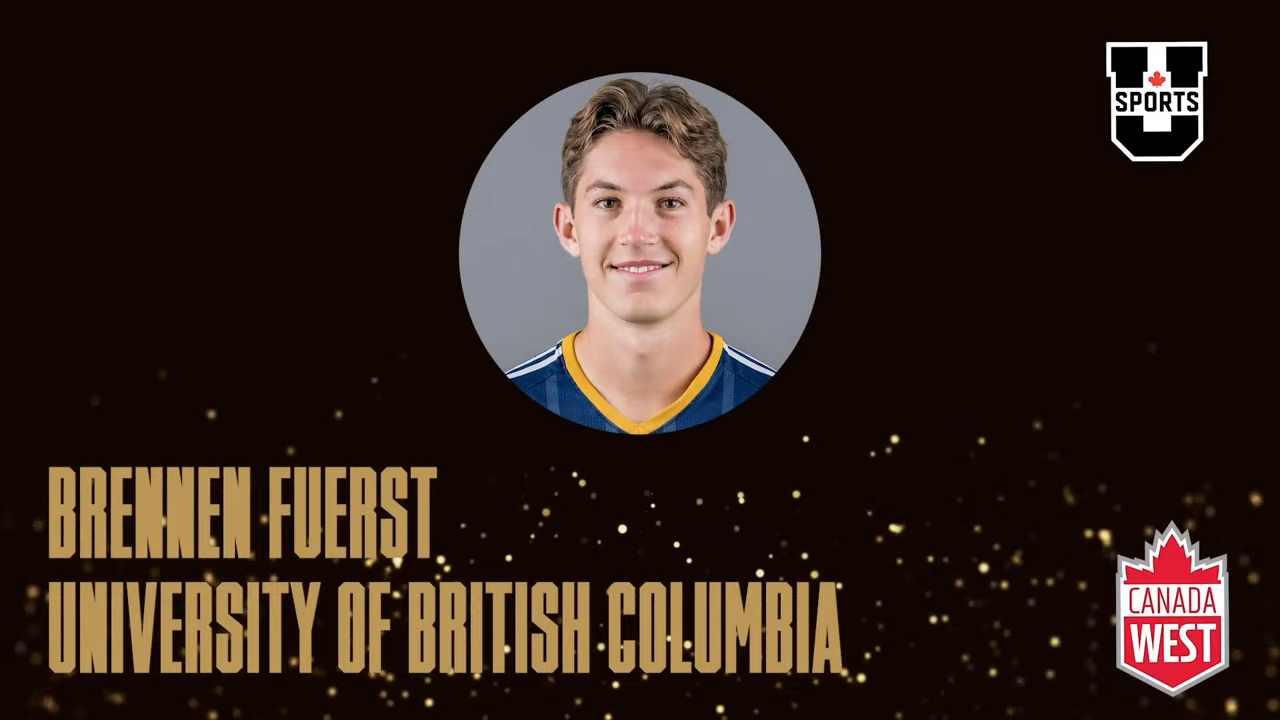 SPORTS
BRENNEN FUERST
UNIVERSITY OF BRITISH COLUMBIA
CANADA
WEST